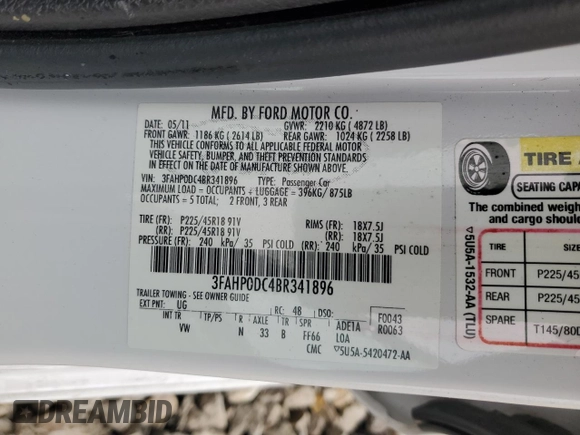 MFD. BY FORD MOTOR CO.
DATE: 05/11 GVWR: 2210 KG ( 4872 LB)
FRONT GAWR: 1186 KG ( 2614 LB) REAR GAWR: 1024 KG ( 2258 LB)
THIS VEHICLE CONFORMS TO ALL APPLICABLE FEDERAL MOTOR
VEHICLE SAFETY, BUMPER, AND THEFT PREVENTION STANDARDS
IN EFFECT ON THE DATE OF MANUFACTURE SHOWN ABOVE.
VIN: 3FAHP0DC4BR341896 TYPE: Passenger Car
MAXIMUM LOAD = OCCUPANTS + LUGGAGE = 396KG/ 875LB
OCCUPANTS = 5 TOTAL: 2 FRONT, 3 REAR
TIRE (FR): P225/45R18 91V RIMS (FR): 18X7.5J
(RR): P225/45R18 91V (RR): 18X7.5J
PRESSURE (FR): 240 kPa/ 35 PSI COLD (RR): 240 kPa/ 35 PSI COLD
3FAHP0DC4BR341896
TRAILER TOWING - SEE OWNER GUIDE
EXT PNT: UG RC: 48 DSO: F0043
INT TR TP/PS R AXLE TR SPR ADE1A R0063
VW N 33 B FF66 LOA
CMC ▽5U5A-5420472-AA
TIRE A
SEATING CAPACI
The combined weigh
and cargo should
TIRE SIZE
FRONT P225/45
REAR P225/45
SPARE T145/80D
▽5U5A-1532-AA (TLU)
DREAMBID